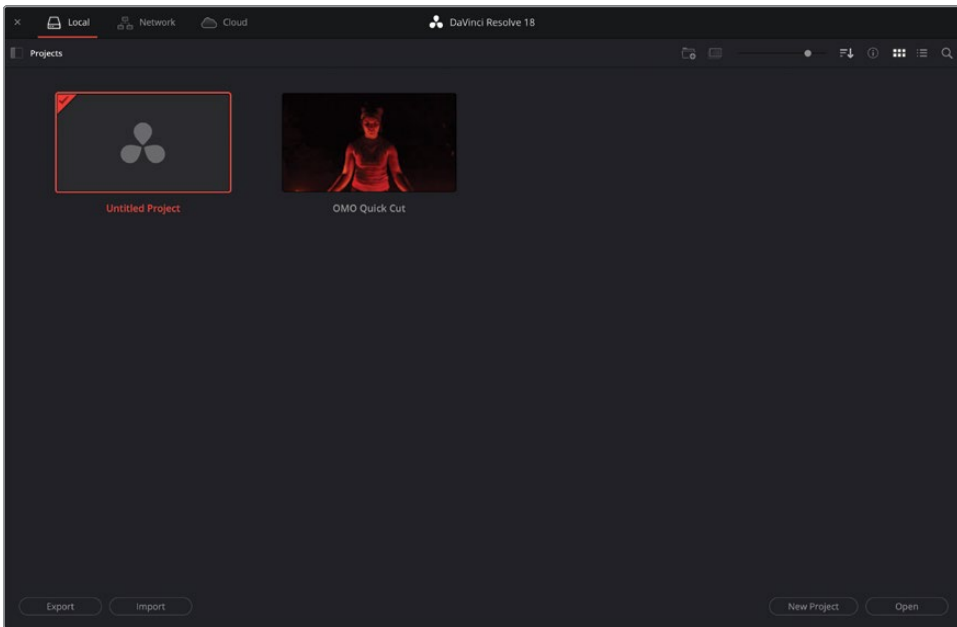 Local
Network
Cloud
DaVinci Resolve 18
Projects
Untitled Project
OMO Quick Cut
Export
Import
New Project
Open